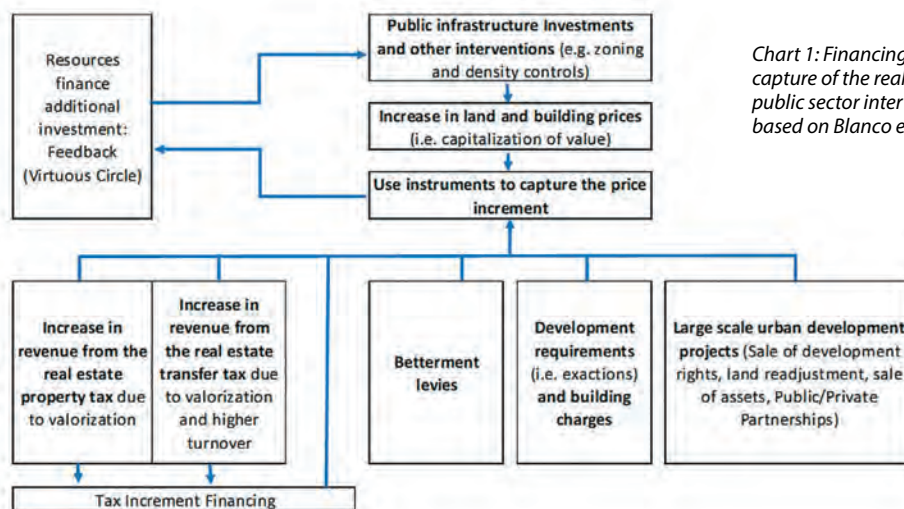 Resources
finance
additional
investment:
Feedback
(Virtuous Circle)
Public infrastructure Investments
and other interventions (e.g. zoning
and density controls)
Increase in land and building prices
(i.e. capitalization of value)
Use instruments to capture the price
increment
Chart 1: Financing
capture of the real
public sector inter
based on Blanco e
Increase in
revenue from the
real estate
property tax due
to valorization
Increase in
revenue from
the real estate
transfer tax due
to valorization
and higher
turnover
Betterment
levies
Development
requirements
(i.e. exactions)
and building
charges
Large scale urban development
projects (Sale of development
rights, land readjustment, sale
of assets, Public/Private
Partnerships)
Tax Increment Financing